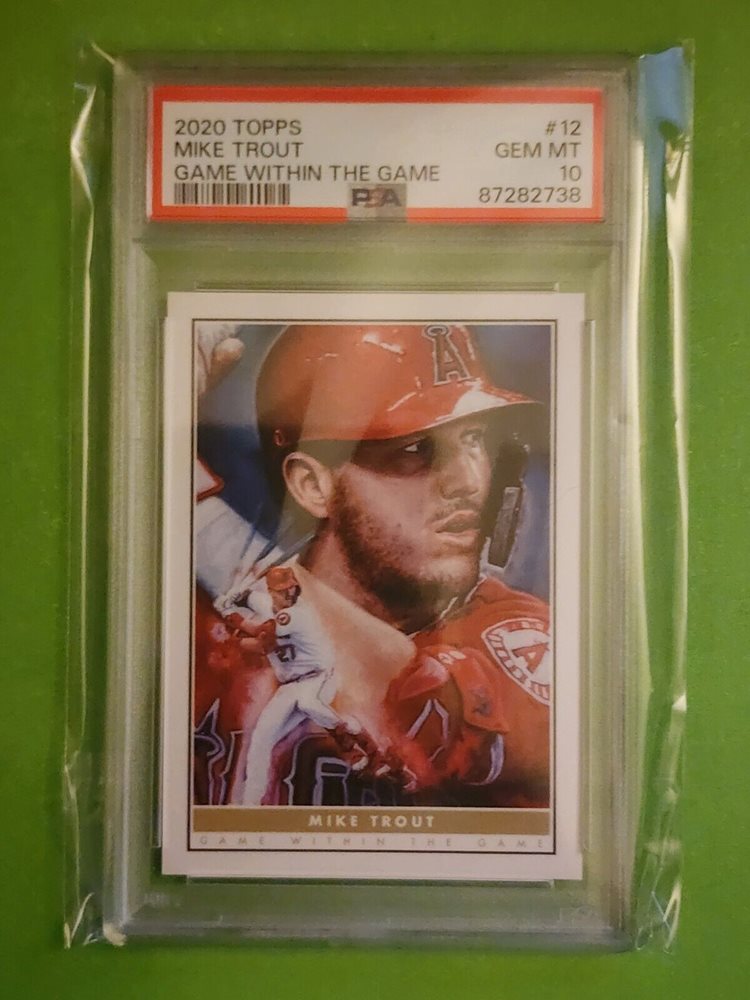 2020 TOPPS #12
MIKE TROUT GEM MT
GAME WITHIN THE GAME 10
PSA 87282738
A
27
A
MIKE TROUT
GAME WITHIN THE GAME